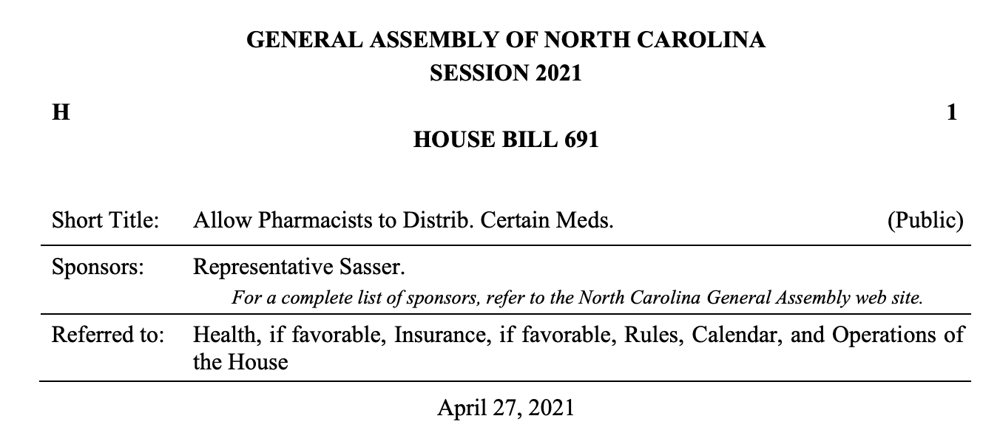 GENERAL ASSEMBLY OF NORTH CAROLINA
SESSION 2021
H 1
HOUSE BILL 691
Short Title: Allow Pharmacists to Distrib. Certain Meds. (Public)
Sponsors: Representative Sasser.
For a complete list of sponsors, refer to the North Carolina General Assembly web site.
Referred to: Health, if favorable, Insurance, if favorable, Rules, Calendar, and Operations of
the House
April 27, 2021